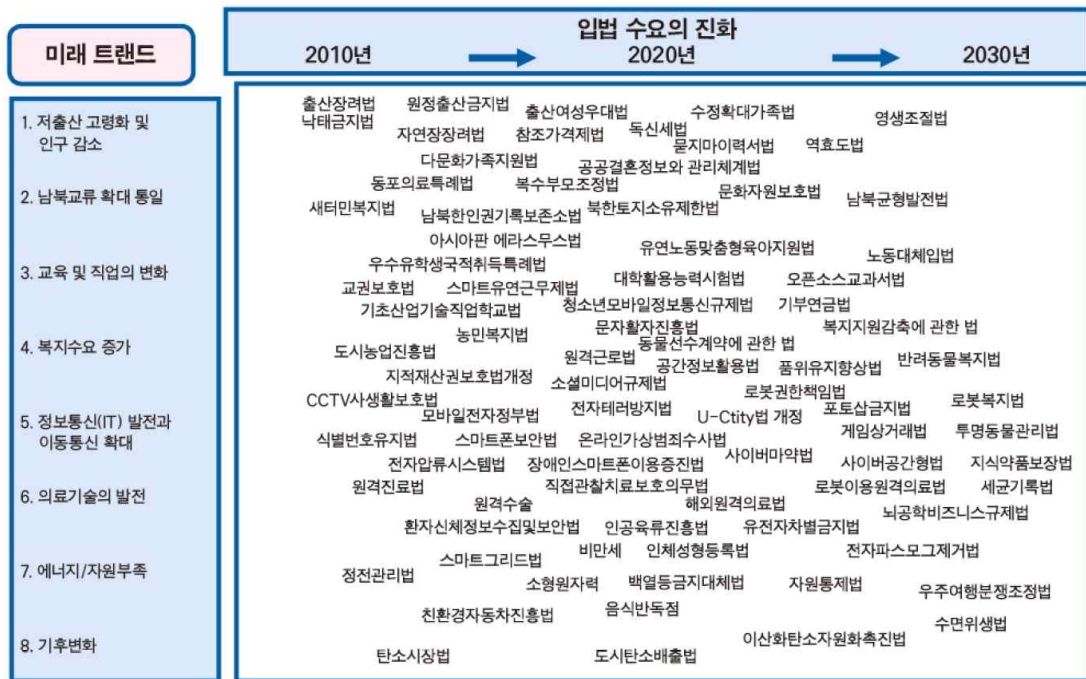 미래 트랜드
입법 수요의 진화
2010년 2020년 2030년
1. 저출산 고령화 및
인구 감소
출산장려법 원정출산금지법 출산여성우대법 수정확대가족법 영생조절법
낙태금지법 자연장장려법 참조가격제법 독신세법 묻지마이력서법 역효도법
다문화가족지원법 공공결혼정보와 관리체계법
2. 남북교류 확대 통일
동포의료특례법 복수부모조정법 문화자원보호법 남북균형발전법
새터민복지법 남북한인권기록보존소법 북한토지소유제한법
3. 교육 및 직업의 변화
아시아판 에라스무스법 유연노동맞춤형육아지원법 노동대체입법
우수유학생국적취득특례법 대학활용능력시험법 오픈소스교과서법
교권보호법 스마트유연근무제법 청소년모바일정보통신규제법 기부연금법
기초산업기술직업학교법
4. 복지수요 증가
농민복지법 문자활자진흥법 복지지원감축에 관한 법
도시농업진흥법 원격근로법 동물선수계약에 관한 법 공간정보활용법 품위유지향상법 반려동물복지법
지적재산권보호법개정 소셜미디어규제법 로봇권한책임법
5. 정보통신(IT) 발전과
이동통신 확대
CCTV사생활보호법 모바일전자정부법 전자테러방지법 U-Ctity법 개정 포토샵금지법 로봇복지법
식별번호유지법 스마트폰보안법 온라인가상범죄수사법 사이버마약법 게임상거래법 투명동물관리법
전자압류시스템법 장애인스마트폰이용증진법 사이버공간형법 지식약품보장법
6. 의료기술의 발전
원격진료법 직접관찰치료보호의무법 로봇이용원격의료법 세균기록법
원격수술 해외원격의료법 뇌공학비즈니스규제법
환자신체정보수집및보안법 인공육류진흥법 유전자차별금지법
7. 에너지/자원부족
스마트그리드법 비만세 인체성형등록법 전자파스모그제거법
정전관리법 소형원자력 백열등금지대체법 자원통제법 우주여행분쟁조정법
친환경자동차진흥법 음식반독점 수면위생법
8. 기후변화
이산화탄소자원화촉진법
탄소시장법 도시탄소배출법